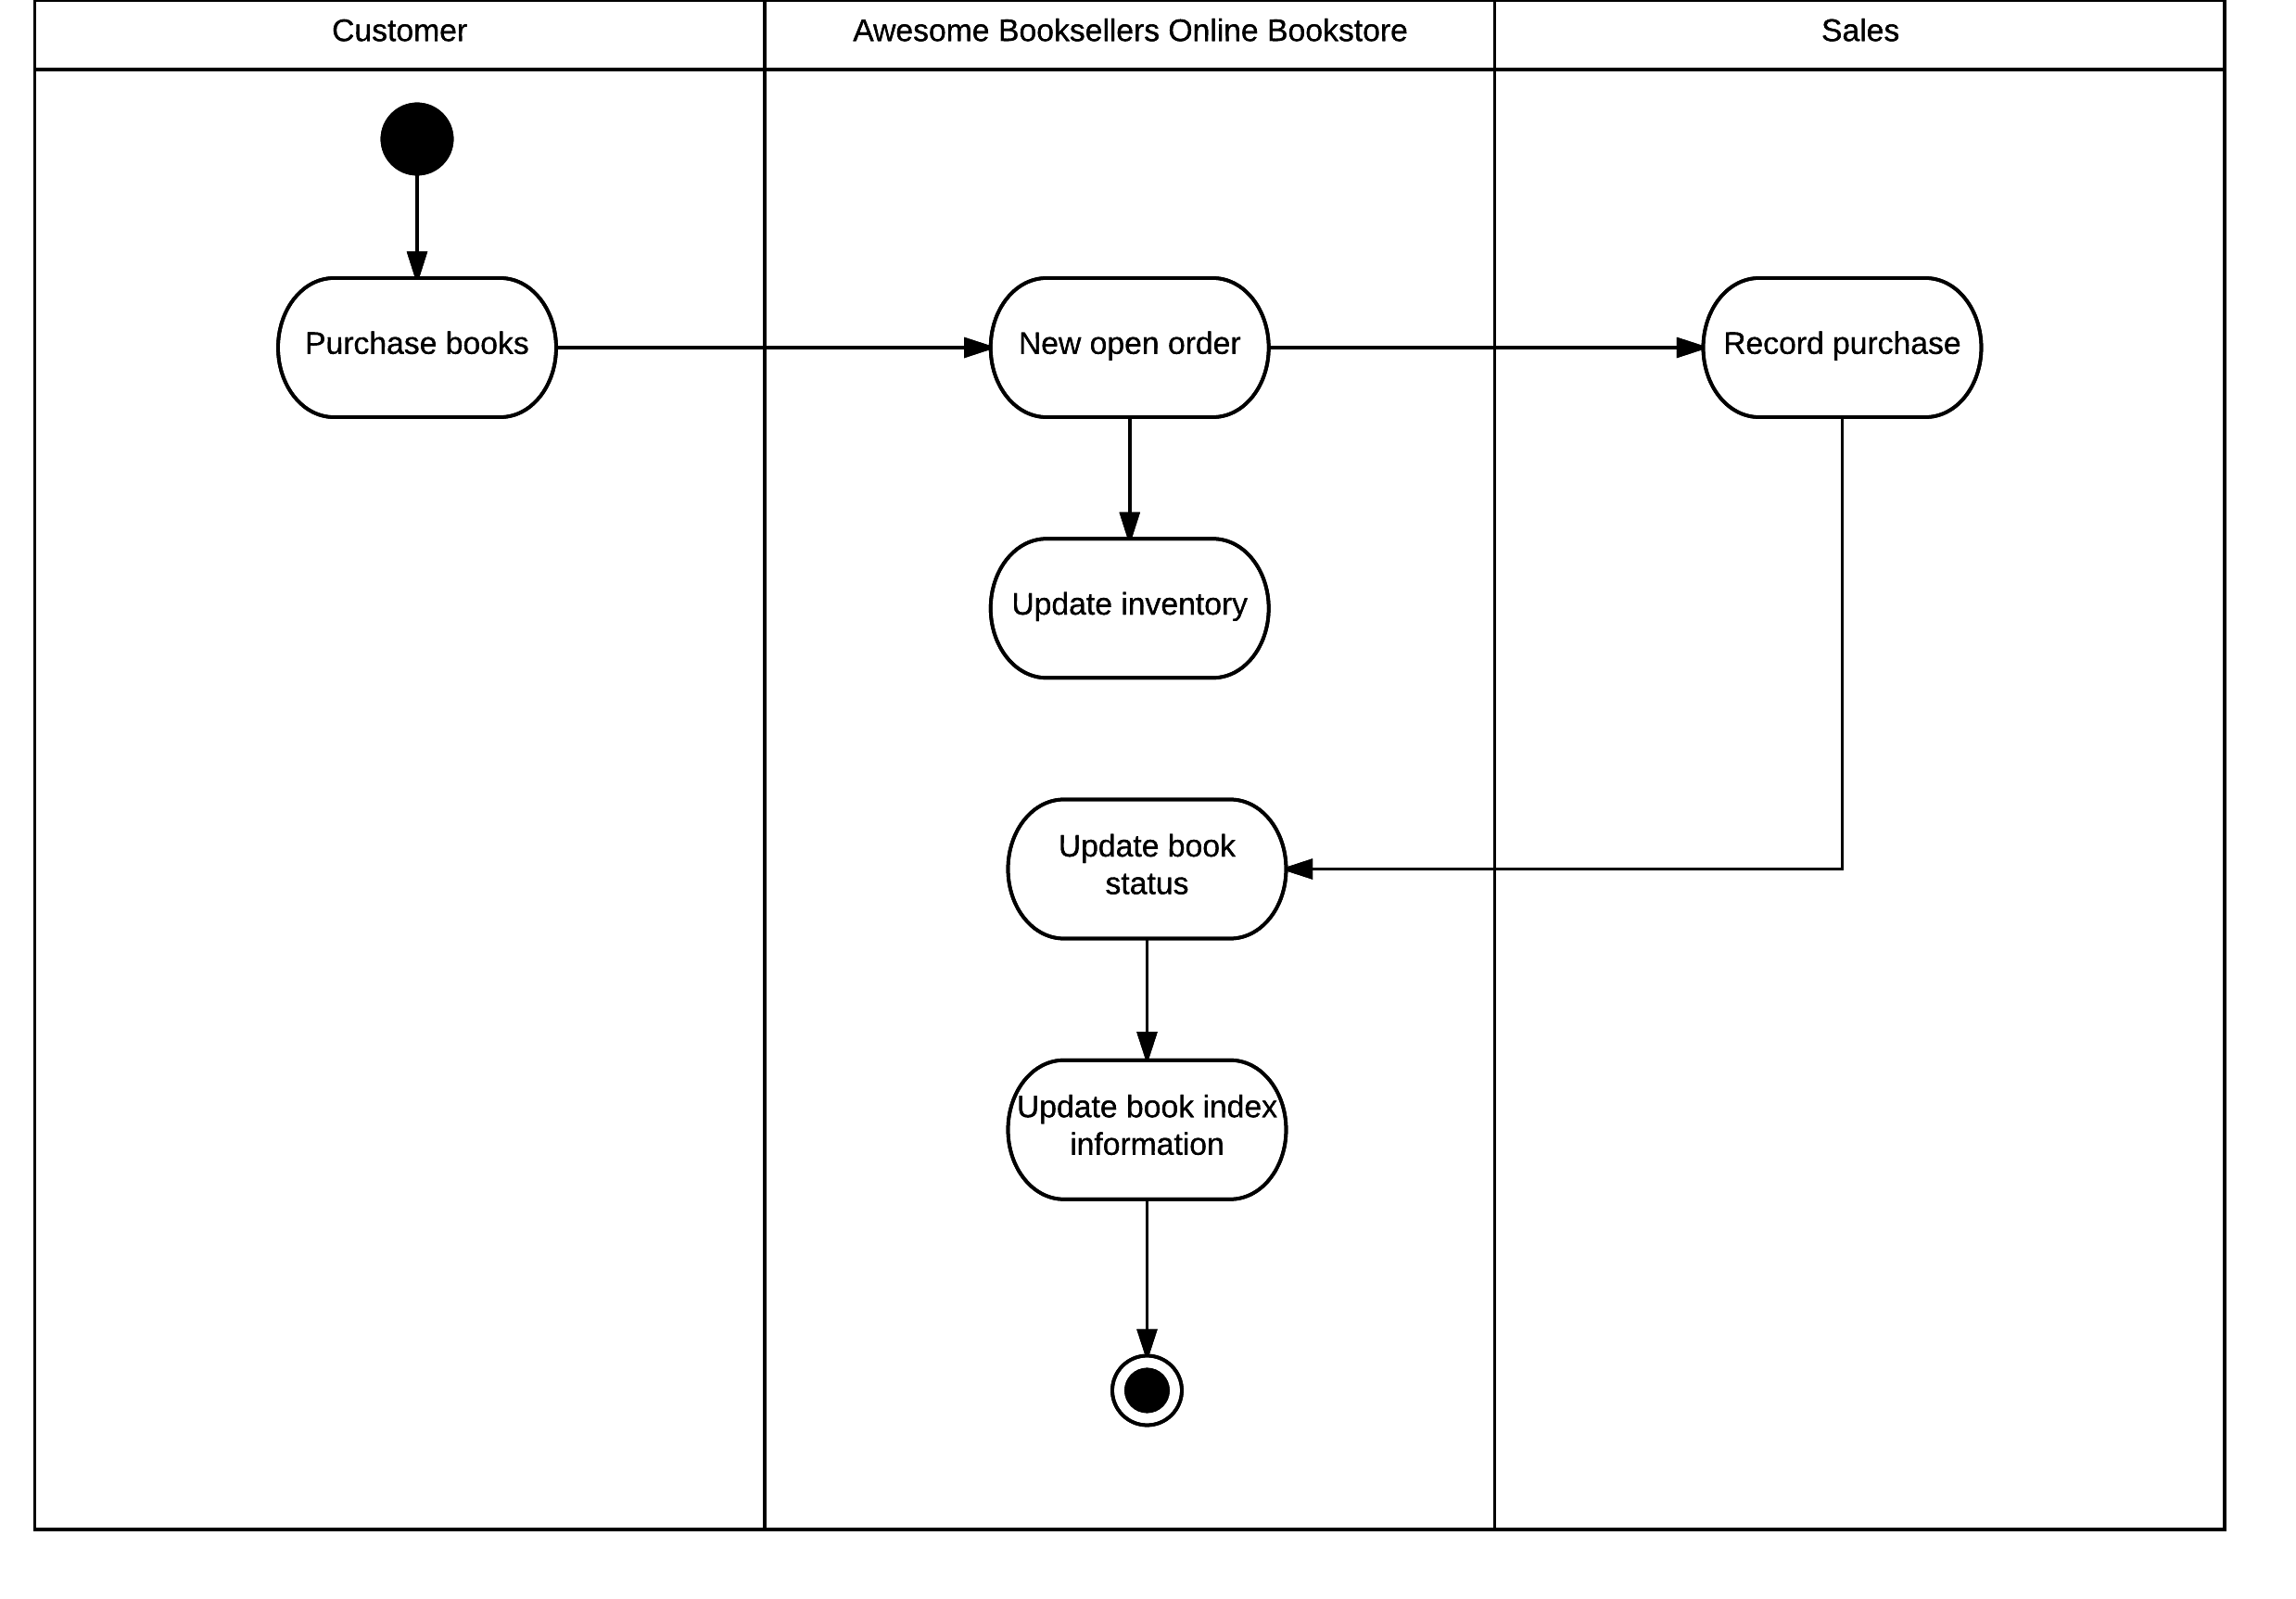 Customer
Awesome Booksellers Online Bookstore
Sales
Purchase books
New open order
Record purchase
Update inventory
Update book
status
Update book index
information